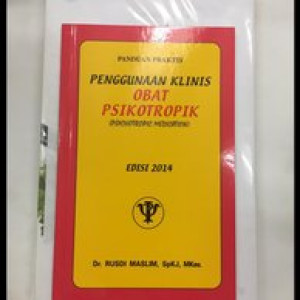 PANDUAN PRAKTIS
PENGGUNAAN KLINIS
OBAT
PSIKOTROPIK
(PSYCHOTROPIC MEDICATION)
EDISI 2014
Dr. RUSDI MASLIM, SpKJ, MKes.